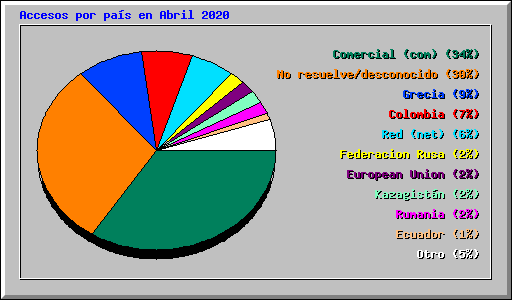 Accesos por país en Abril 2020
Comercial (com) (34%)
No resuelve/desconocido (30%)
Grecia (9%)
Colombia (7%)
Red (net) (6%)
Federacion Rusa (2%)
European Union (2%)
Kazagistán (2%)
Rumania (2%)
Ecuador (1%)
Otro (5%)